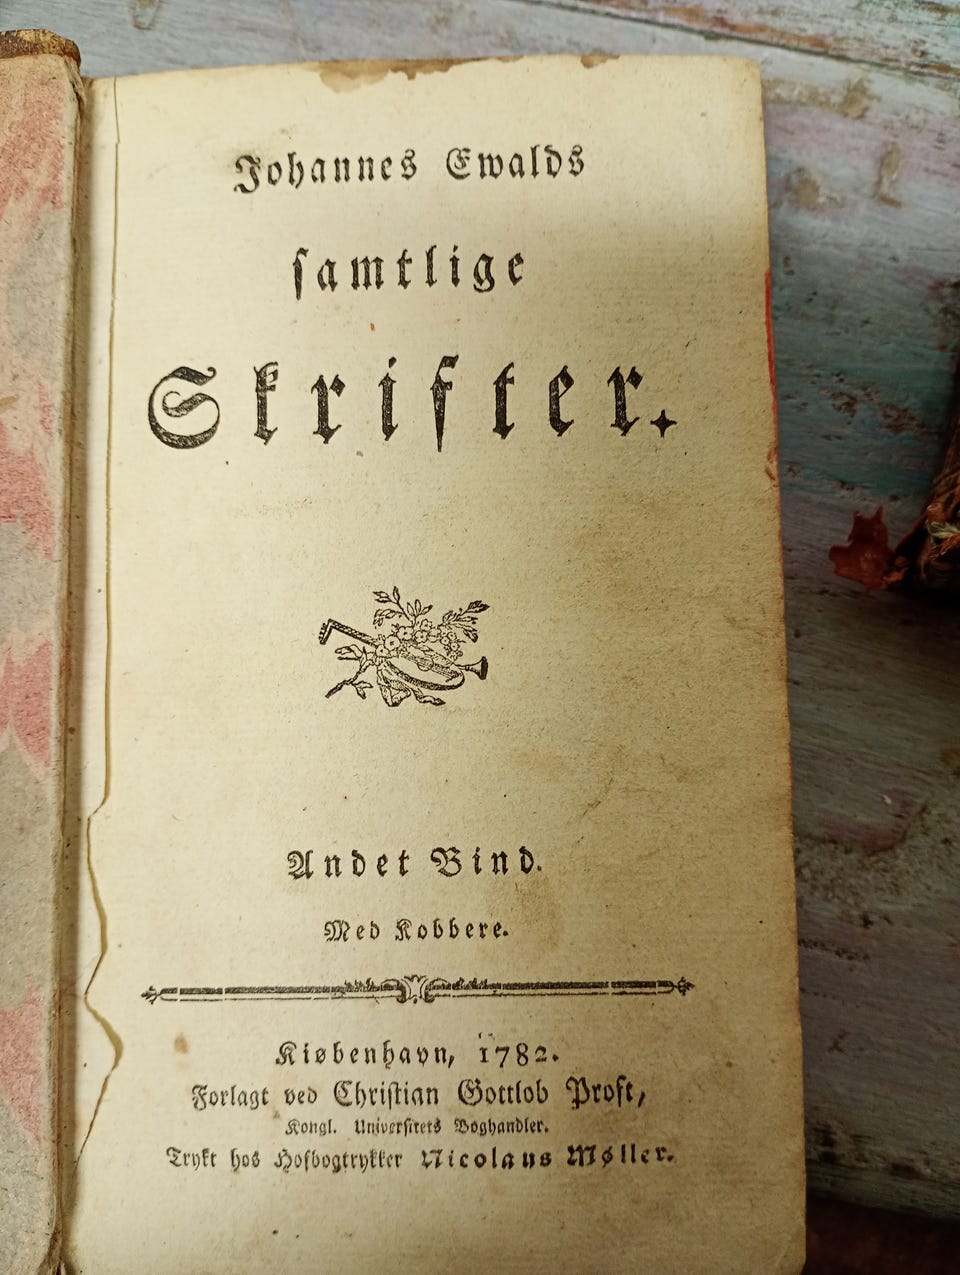 Johannes Ewalds
samtlige
Skrifter.
Andet Bind.
Med Kobbere.
Kiøbenhavn, 1782.
Forlagt ved Christian Gottlob Proft,
Kongl. Universitets Boghandler.
Trykt hos Hofbogtrykker Nicolaus Møller.